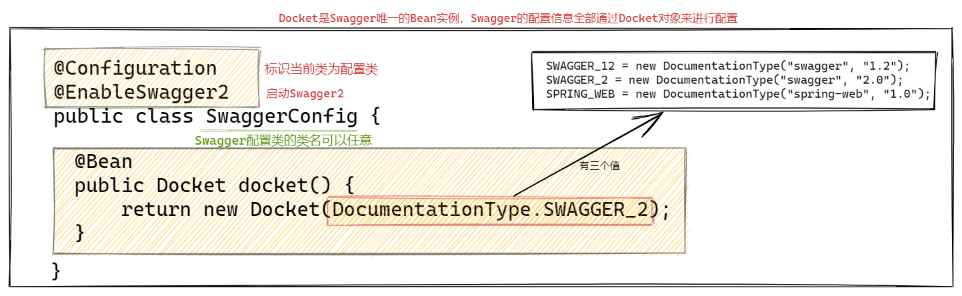 Docket是Swagger唯一的Bean实例，Swagger的配置信息全部通过Docket对象来进行配置
@Configuration
标识当前类为配置类
@EnableSwagger2
启动Swagger2
public class SwaggerConfig {
Swagger配置类的类名可以任意
SWAGGER_12 = new DocumentationType("swagger", "1.2");
SWAGGER_2 = new DocumentationType("swagger", "2.0");
SPRING_WEB = new DocumentationType("spring-web", "1.0");
@Bean
有三个值
public Docket docket() {
return new Docket(DocumentationType.SWAGGER_2);
}
}